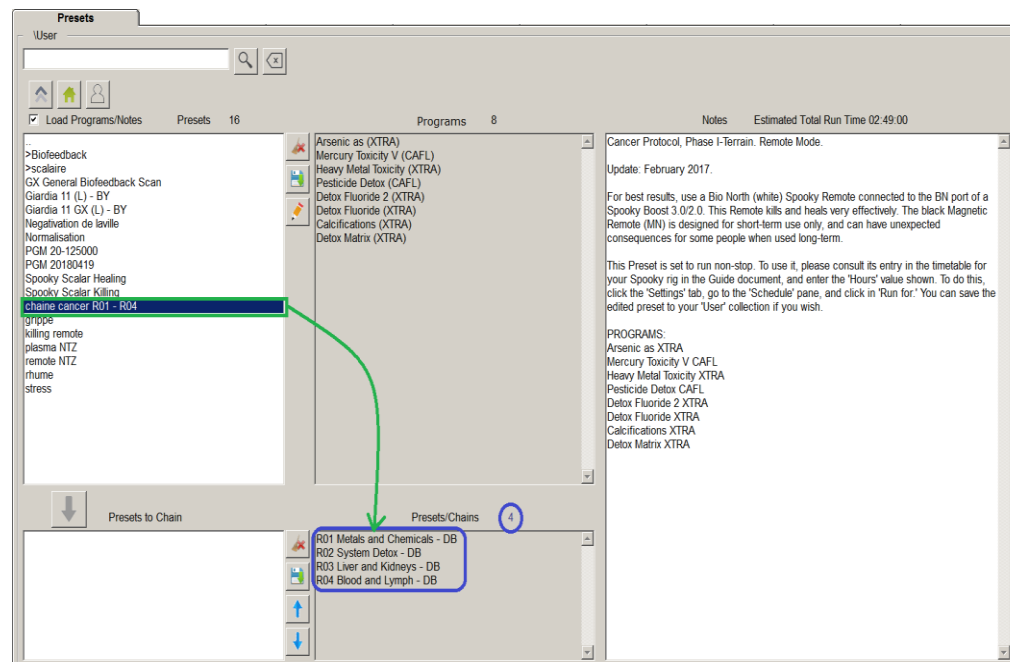 Presets
\User
Load Programs/Notes Presets 16
Programs 8
Notes Estimated Total Run Time 02:49:00
..
>Biofeedback
>scalaire
GX General Biofeedback Scan
Giardia 11 (L) - BY
Giardia 11 GX (L) - BY
Negativation de laville
Normalisation
PGM 20-125000
PGM 20180419
Spooky Scalar Healing
Spooky Scalar Killing
chaine cancer R01 - R04
grippe
killing remote
plasma NTZ
remote NTZ
rhume
stress
Arsenic as (XTRA)
Mercury Toxicity V (CAFL)
Heavy Metal Toxicity (XTRA)
Pesticide Detox (CAFL)
Detox Fluoride 2 (XTRA)
Detox Fluoride (XTRA)
Calcifications (XTRA)
Detox Matrix (XTRA)
Cancer Protocol, Phase I-Terrain. Remote Mode.
Update: February 2017.
For best results, use a Bio North (white) Spooky Remote connected to the BN port of a
Spooky Boost 3.0/2.0. This Remote kills and heals very effectively. The black Magnetic
Remote (MN) is designed for short-term use only, and can have unexpected
consequences for some people when used long-term.
This Preset is set to run non-stop. To use it, please consult its entry in the timetable for
your Spooky rig in the Guide document, and enter the 'Hours' value shown. To do this,
click the 'Settings' tab, go to the 'Schedule' pane, and click in 'Run for.' You can save the
edited preset to your 'User' collection if you wish.
PROGRAMS:
Arsenic as XTRA
Mercury Toxicity V CAFL
Heavy Metal Toxicity XTRA
Pesticide Detox CAFL
Detox Fluoride 2 XTRA
Detox Fluoride XTRA
Calcifications XTRA
Detox Matrix XTRA
Presets to Chain
Presets/Chains 4
R01 Metals and Chemicals - DB
R02 System Detox - DB
R03 Liver and Kidneys - DB
R04 Blood and Lymph - DB